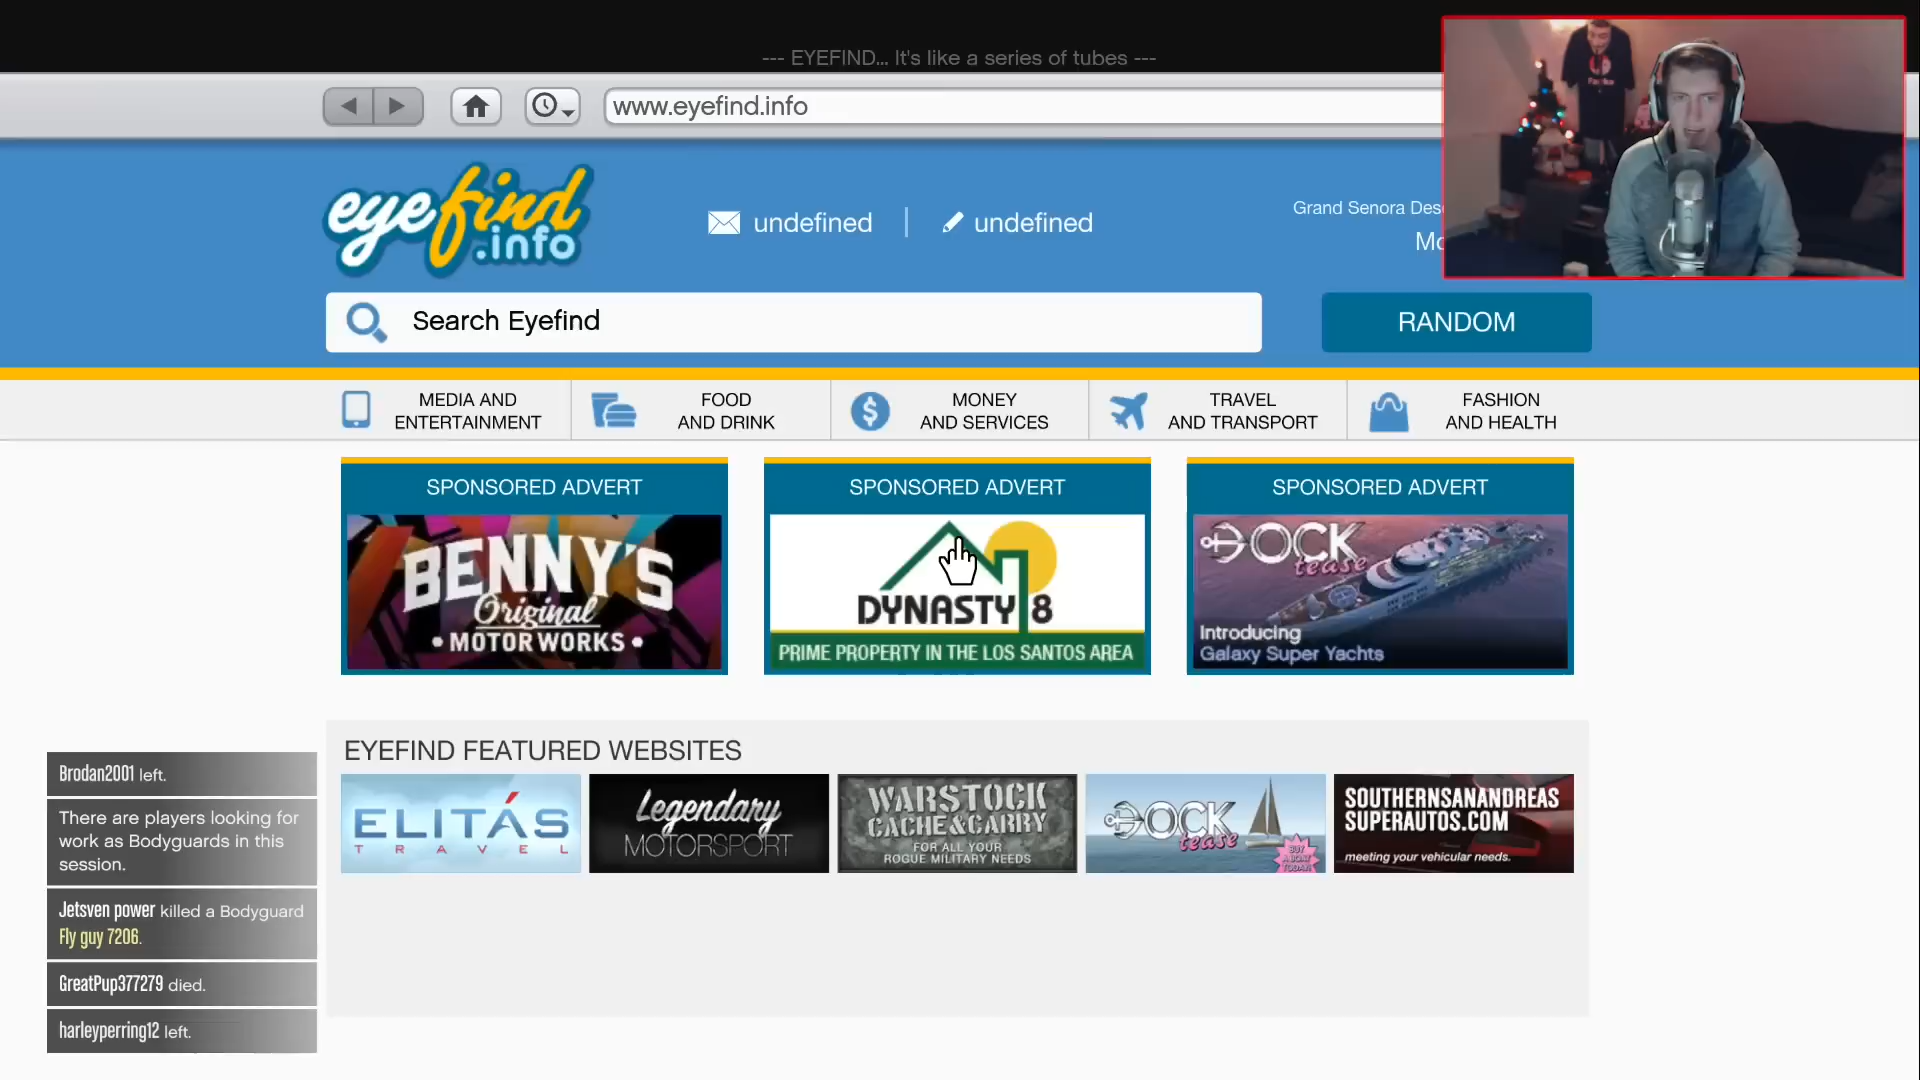 --- EYEFIND... It's like a series of tubes ---
www.eyefind.info
eyefind
.info
undefined
undefined
Grand Senora Des
Mo
Search Eyefind
RANDOM
MEDIA AND
ENTERTAINMENT
FOOD
AND DRINK
MONEY
AND SERVICES
TRAVEL
AND TRANSPORT
FASHION
AND HEALTH
SPONSORED ADVERT
BENNY'S
Original
• MOTORWORKS •
SPONSORED ADVERT
DYNASTY 8
PRIME PROPERTY IN THE LOS SANTOS AREA
SPONSORED ADVERT
DOCK
tease
Introducing
Galaxy Super Yachts
EYEFIND FEATURED WEBSITES
ELITÁS
TRAVEL
Legendary
MOTORSPORT
WARSTOCK
CACHE & CARRY
FOR ALL YOUR
ROGUE MILITARY NEEDS
DOCK
tease
BUY
A BOAT
TODAY!
SOUTHERNSANANDREAS
SUPERAUTOS.COM
meeting your vehicular needs.
Brodan2001 left.
There are players looking for
work as Bodyguards in this
session.
Jetsven power killed a Bodyguard
Fly guy 7206.
GreatPup377279 died.
harleyperring12 left.